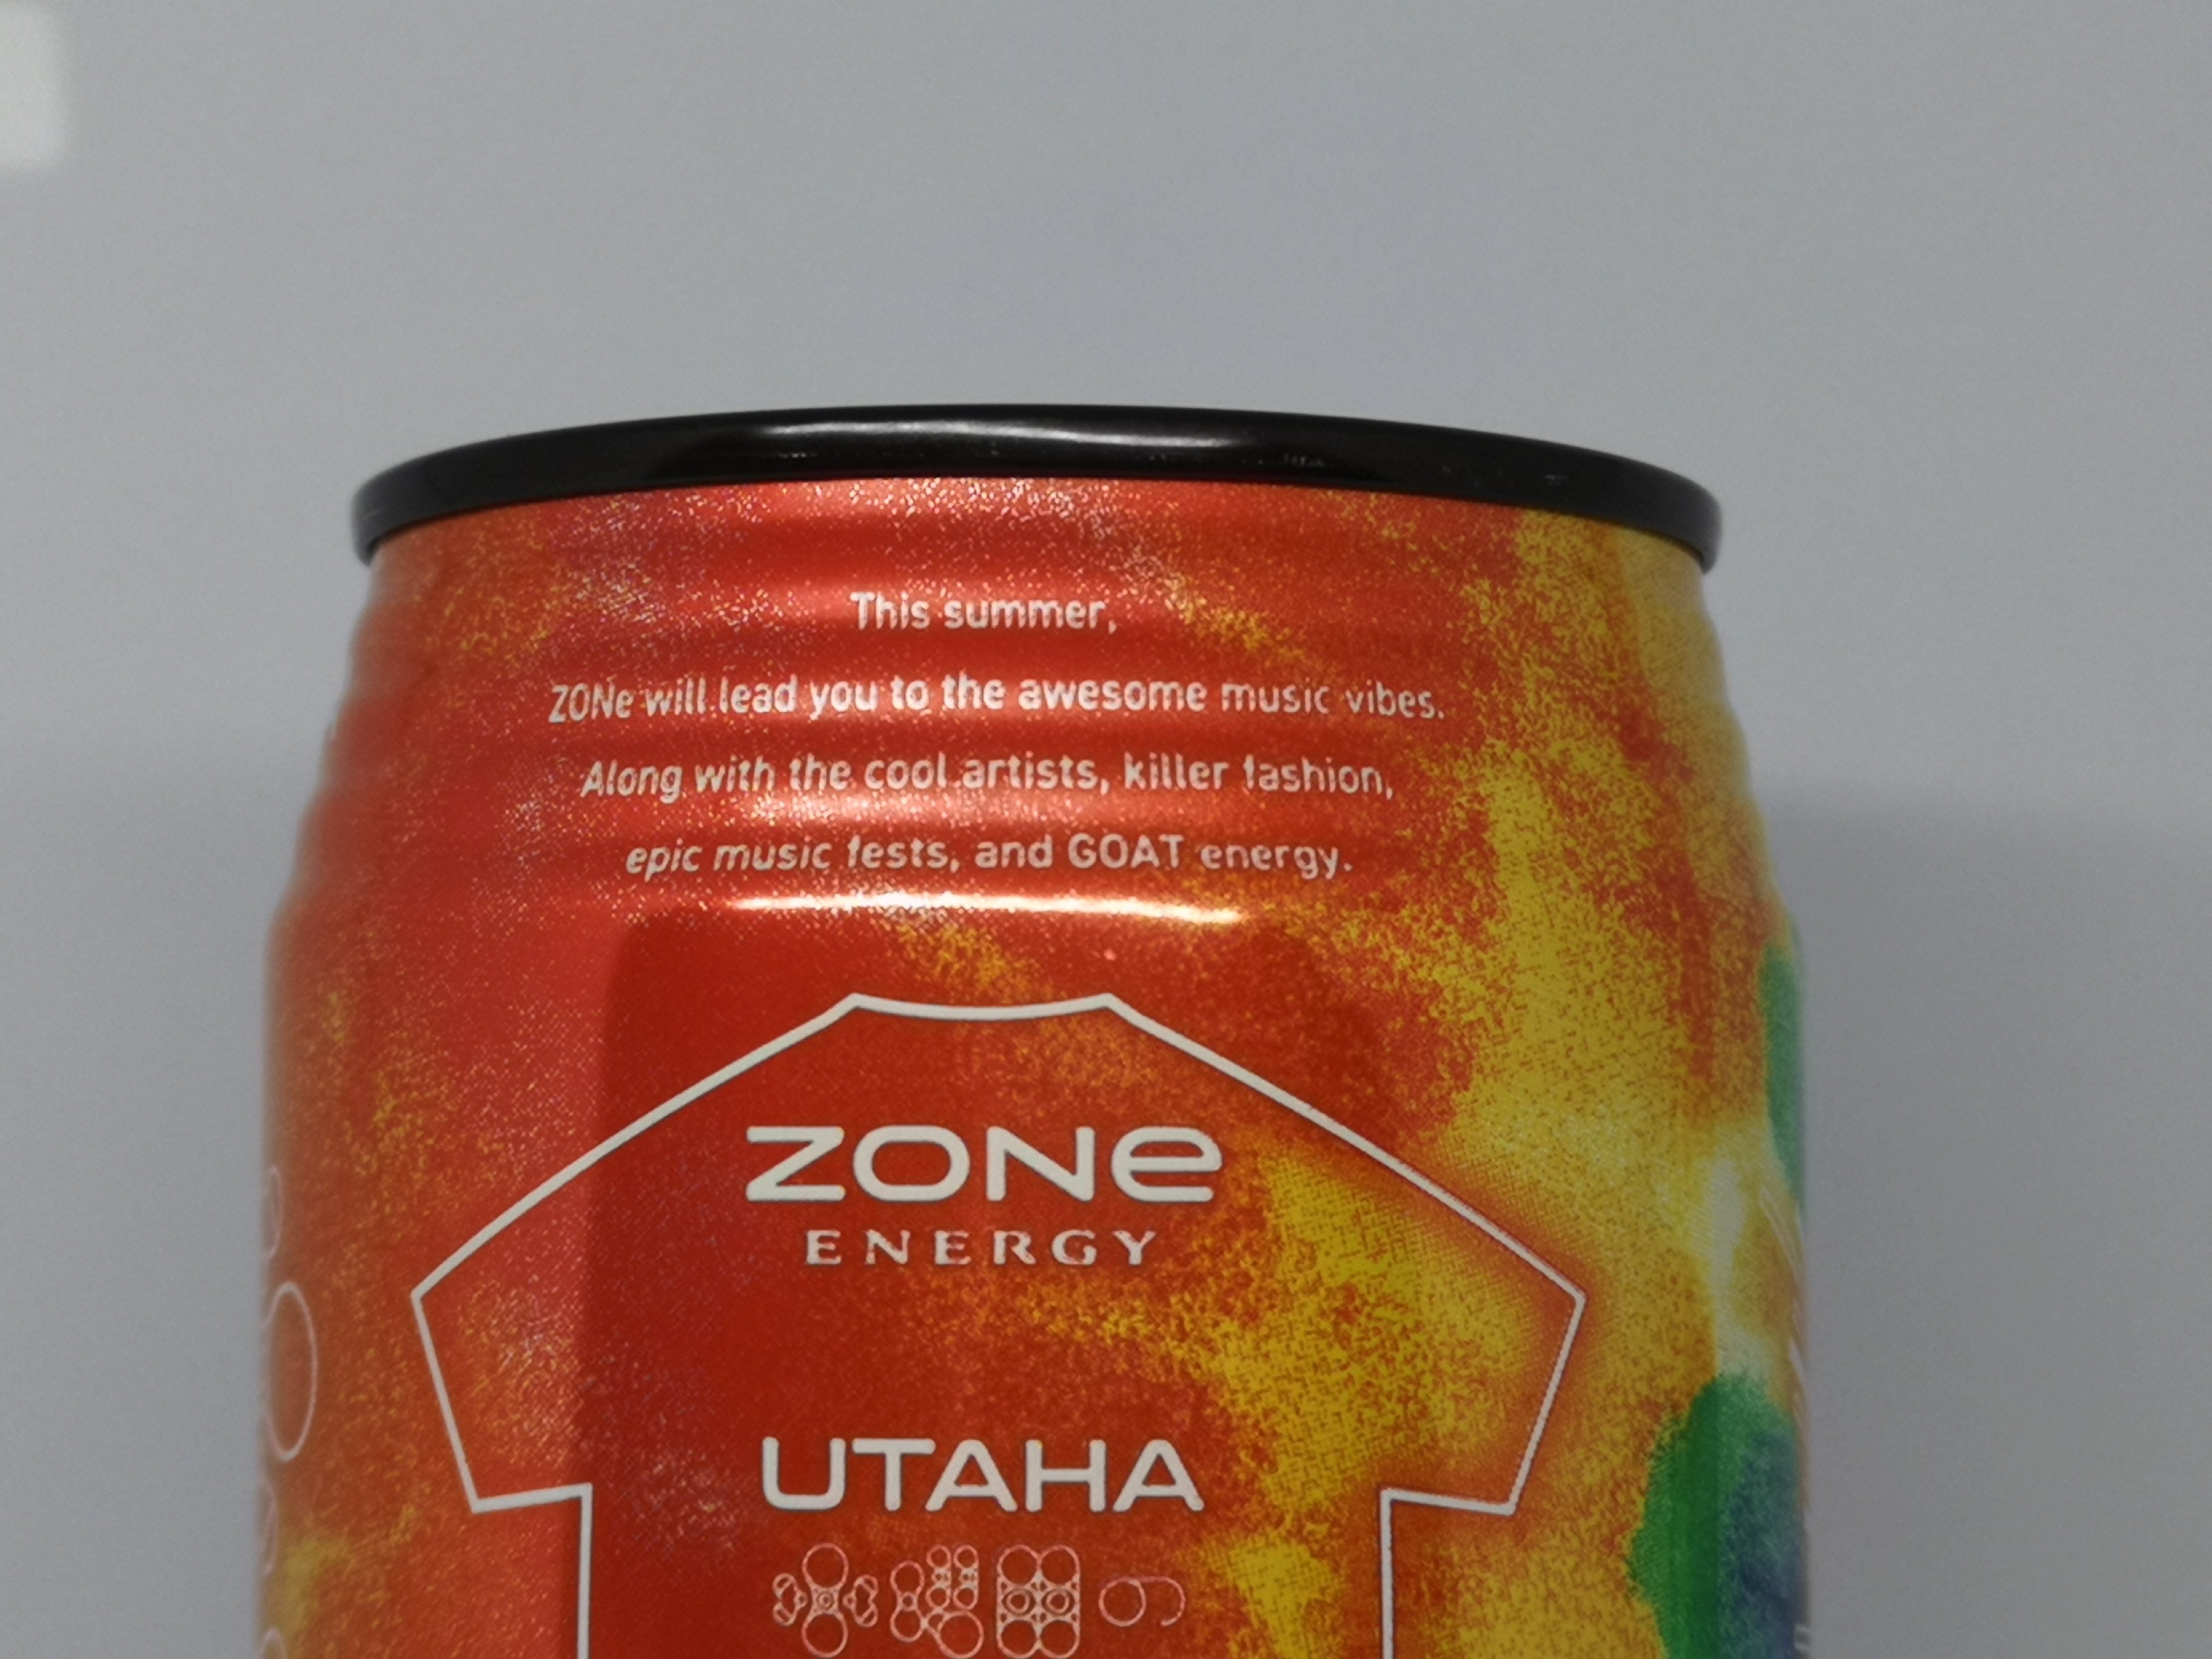 This summer,
ZONe will lead you to the awesome music vibes.
Along with the cool artists, killer fashion,
epic music fests, and GOAT energy.
ZONe
ENERGY
UTAHA